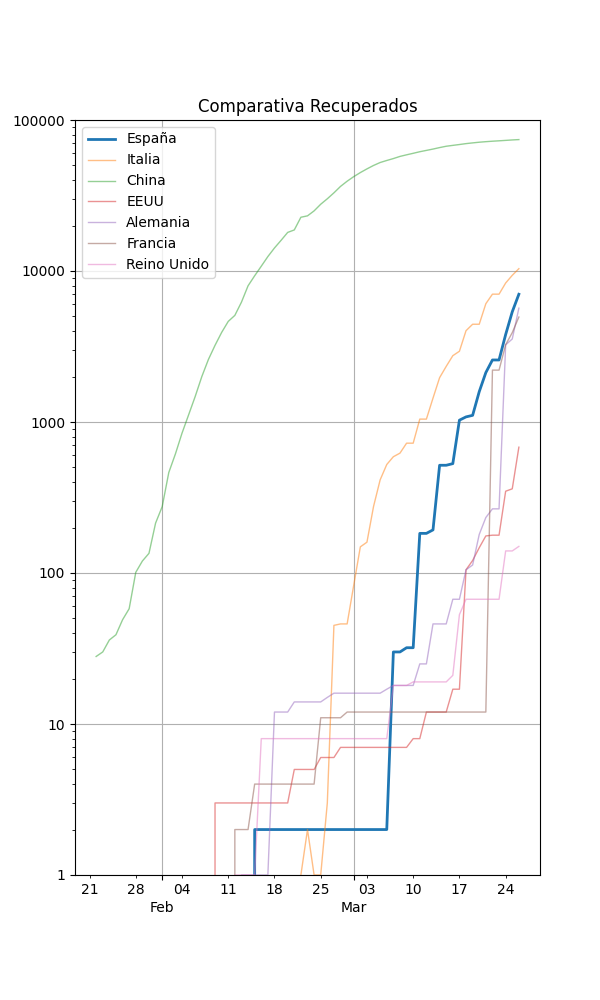 Comparativa Recuperados
100000
10000
1000
100
10
1
España
Italia
China
EEUU
Alemania
Francia
Reino Unido
21 28 04 11 18 25 03 10 17 24
Feb Mar